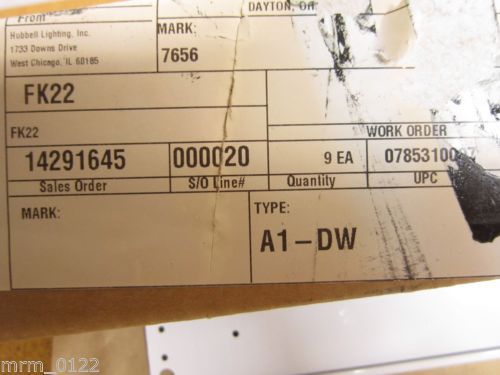 From
DAYTON, OH
Hubbell Lighting, Inc.
1733 Downs Drive
West Chicago, IL 60185
MARK:
7656
FK22
FK22
WORK ORDER
14291645 000020 9 EA
Sales Order S/O Line# Quantity UPC
MARK:
TYPE:
A1-DW
mrm_0122